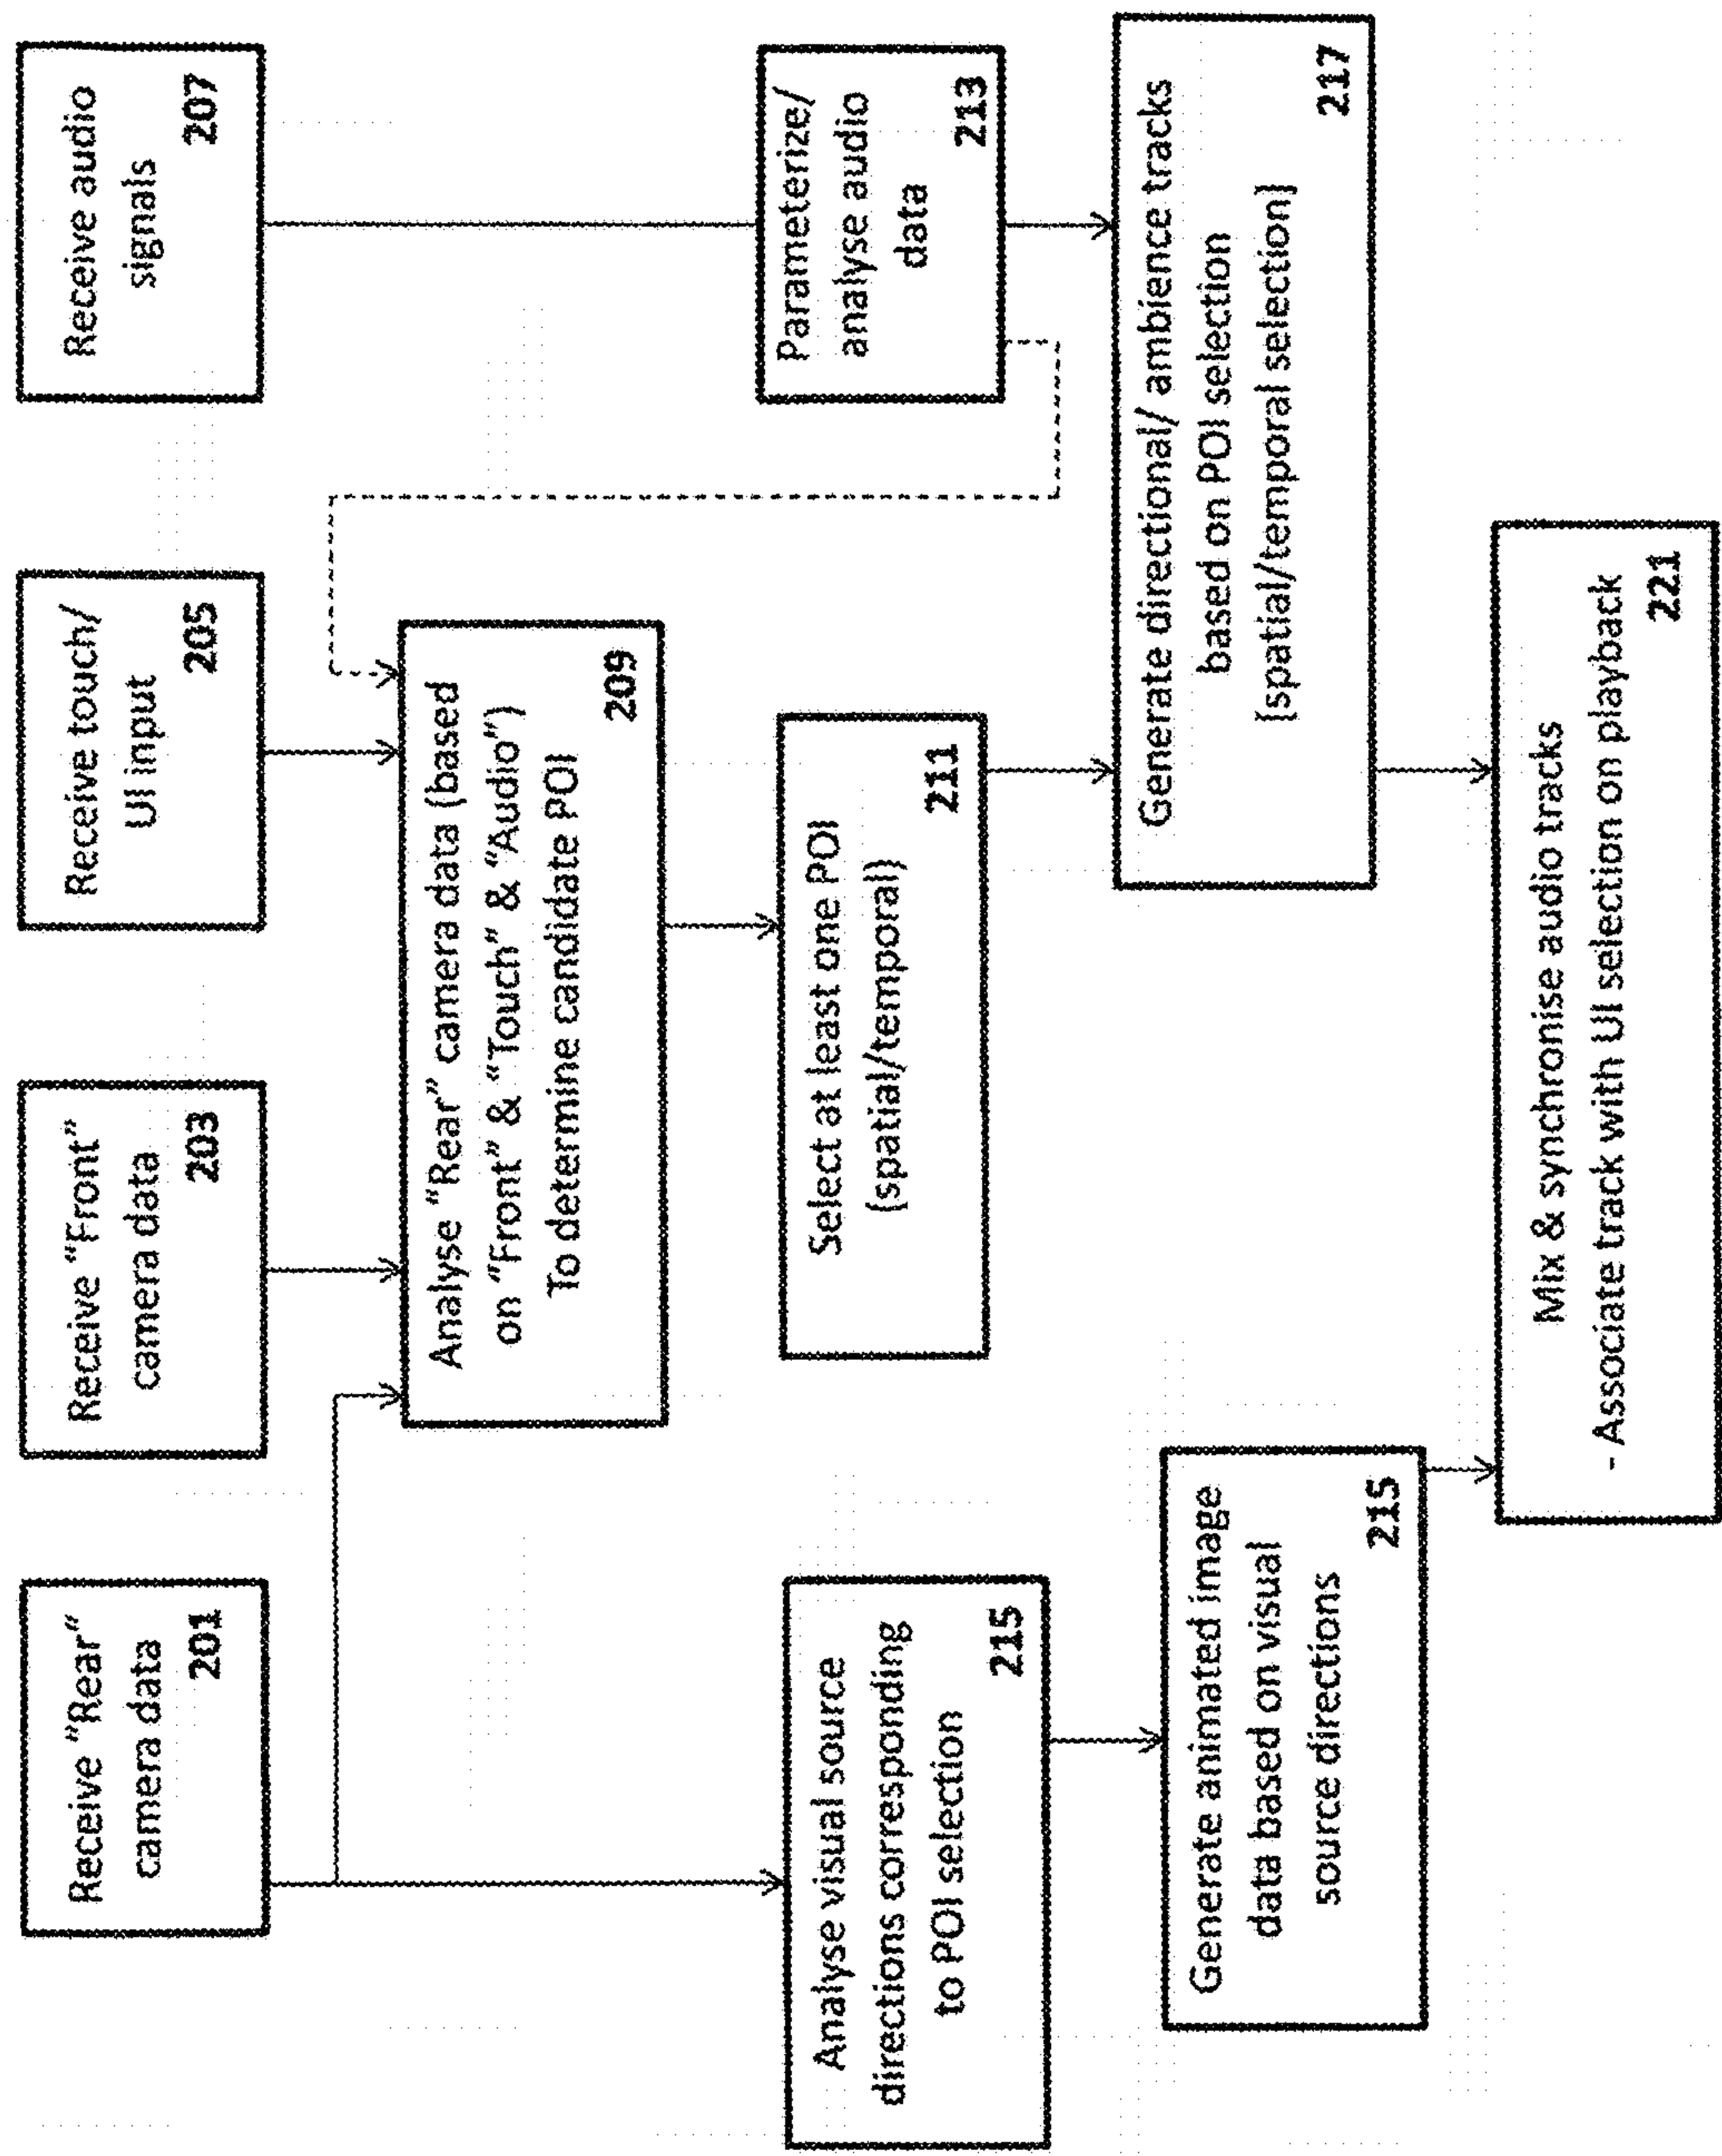 Receive “Rear“
camera data
201
Receive “Front”
camera data
203
Receive touch/
UI input
205
Receive audio
signals
207
Analyse “Rear” camera data (based
on “Front” & “Touch” & “Audio”)
To determine candidate POI
209
Select at least one POI
(spatial/temporal)
211
Parameterize/
analyse audio
data
213
Analyse visual source
directions corresponding
to POI selection
215
Generate animated image
data based on visual
source directions
215
Generate directional/ ambience tracks
based on POI selection
[spatial/temporal selection]
217
Mix & synchronise audio tracks
- Associate track with UI selection on playback
221